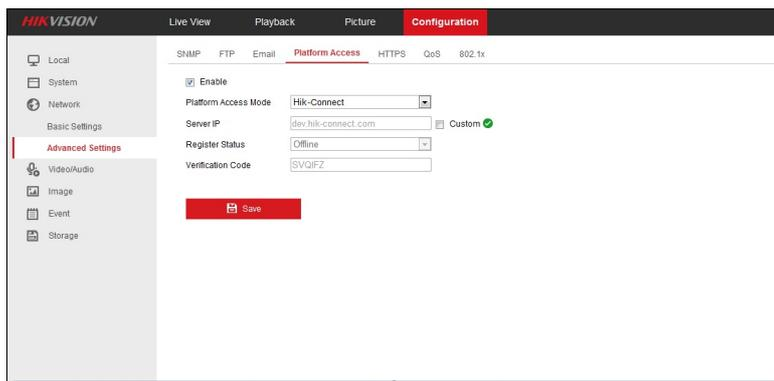 HIKVISION
Live View Playback Picture Configuration
Local
System
Network
Basic Settings
Advanced Settings
Video/Audio
Image
Event
Storage
SNMP FTP Email Platform Access HTTPS QoS 802.1x
Enable
Platform Access Mode Hik-Connect
Server IP dev.hik-connect.com Custom
Register Status Offline
Verification Code SVQIFZ
Save